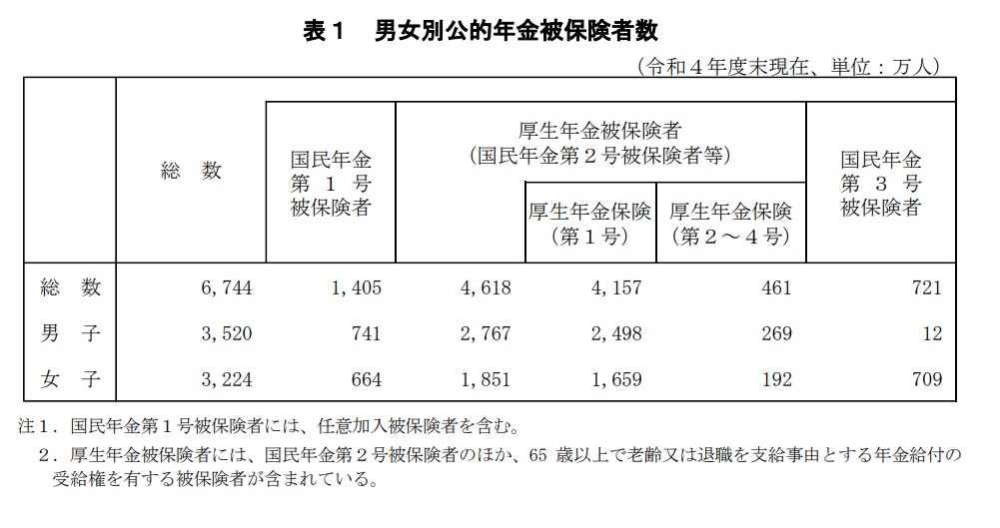 表１　男女別公的年金被保険者数
（令和４年度末現在、単位：万人）
総　数
国民年金
第１号
被保険者
厚生年金被保険者
（国民年金第２号被保険者等）
厚生年金保険
（第１号）
厚生年金保険
（第２～４号）
国民年金
第３号
被保険者
総　数 6,744 1,405 4,618 4,157 461 721
男　子 3,520 741 2,767 2,498 269 12
女　子 3,224 664 1,851 1,659 192 709
注１．国民年金第１号被保険者には、任意加入被保険者を含む。
２．厚生年金被保険者には、国民年金第２号被保険者のほか、65 歳以上で老齢又は退職を支給事由とする年金給付の
受給権を有する被保険者が含まれている。